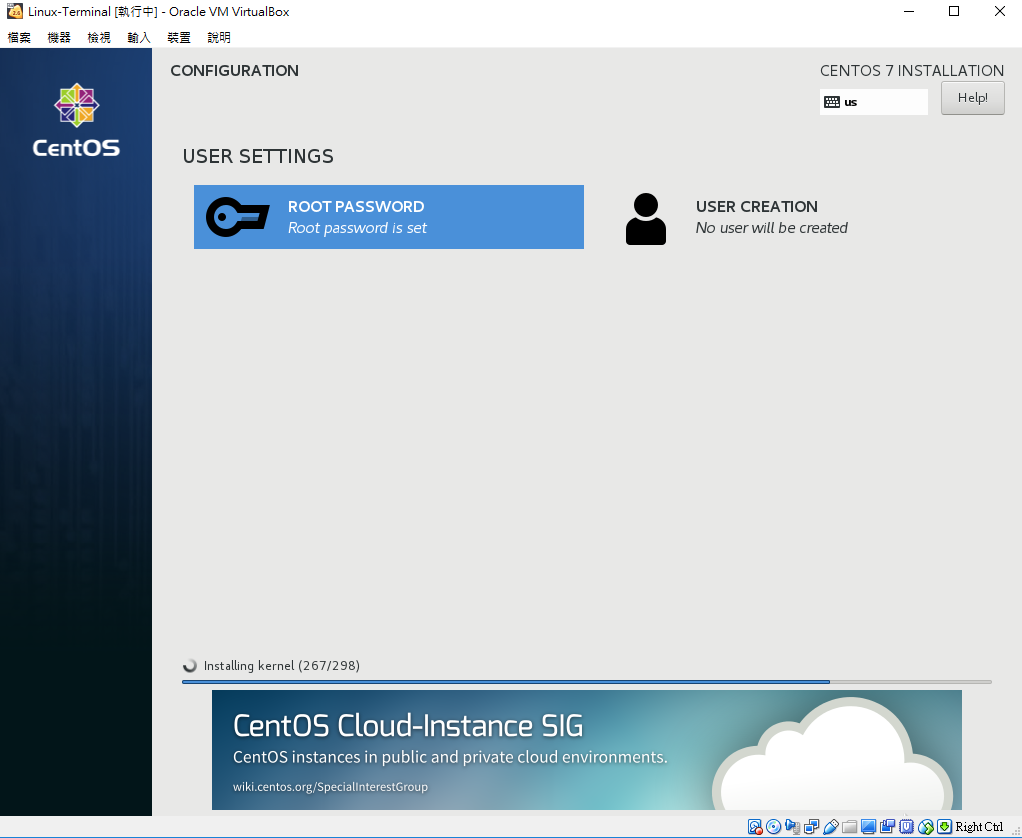 Linux-Terminal [執行中] - Oracle VM VirtualBox
檔案 機器 檢視 輸入 裝置 說明
CentOS
CONFIGURATION
CENTOS 7 INSTALLATION
us
Help!
USER SETTINGS
ROOT PASSWORD
Root password is set
USER CREATION
No user will be created
Installing kernel (267/298)
CentOS Cloud-Instance SIG
CentOS instances in public and private cloud environments.
wiki.centos.org/SpecialInterestGroup
Right Ctrl